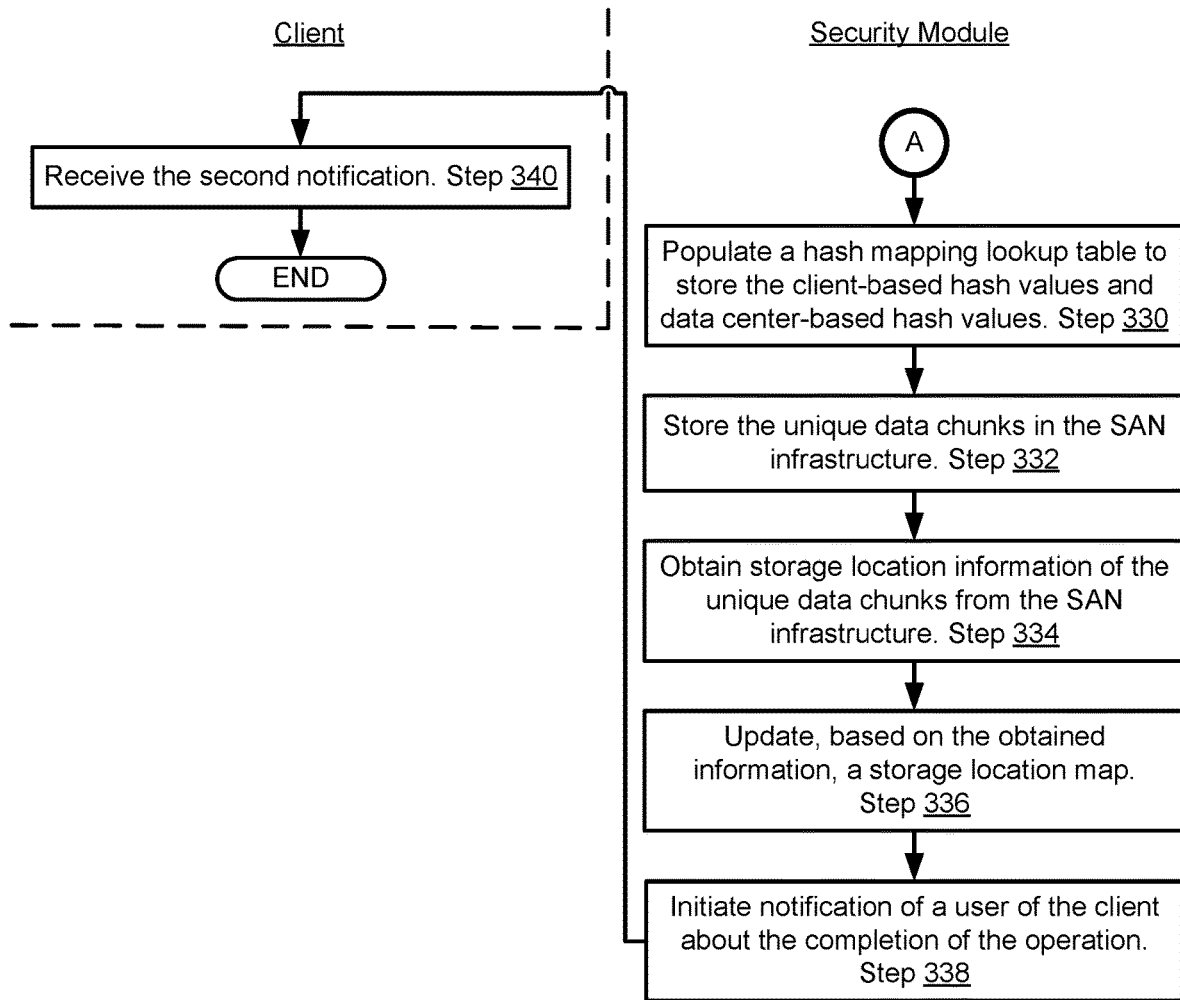 Client
Receive the second notification. Step 340
END
Security Module
A
Populate a hash mapping lookup table to
store the client-based hash values and
data center-based hash values. Step 330
Store the unique data chunks in the SAN
infrastructure. Step 332
Obtain storage location information of the
unique data chunks from the SAN
infrastructure. Step 334
Update, based on the obtained
information, a storage location map.
Step 336
Initiate notification of a user of the client
about the completion of the operation.
Step 338